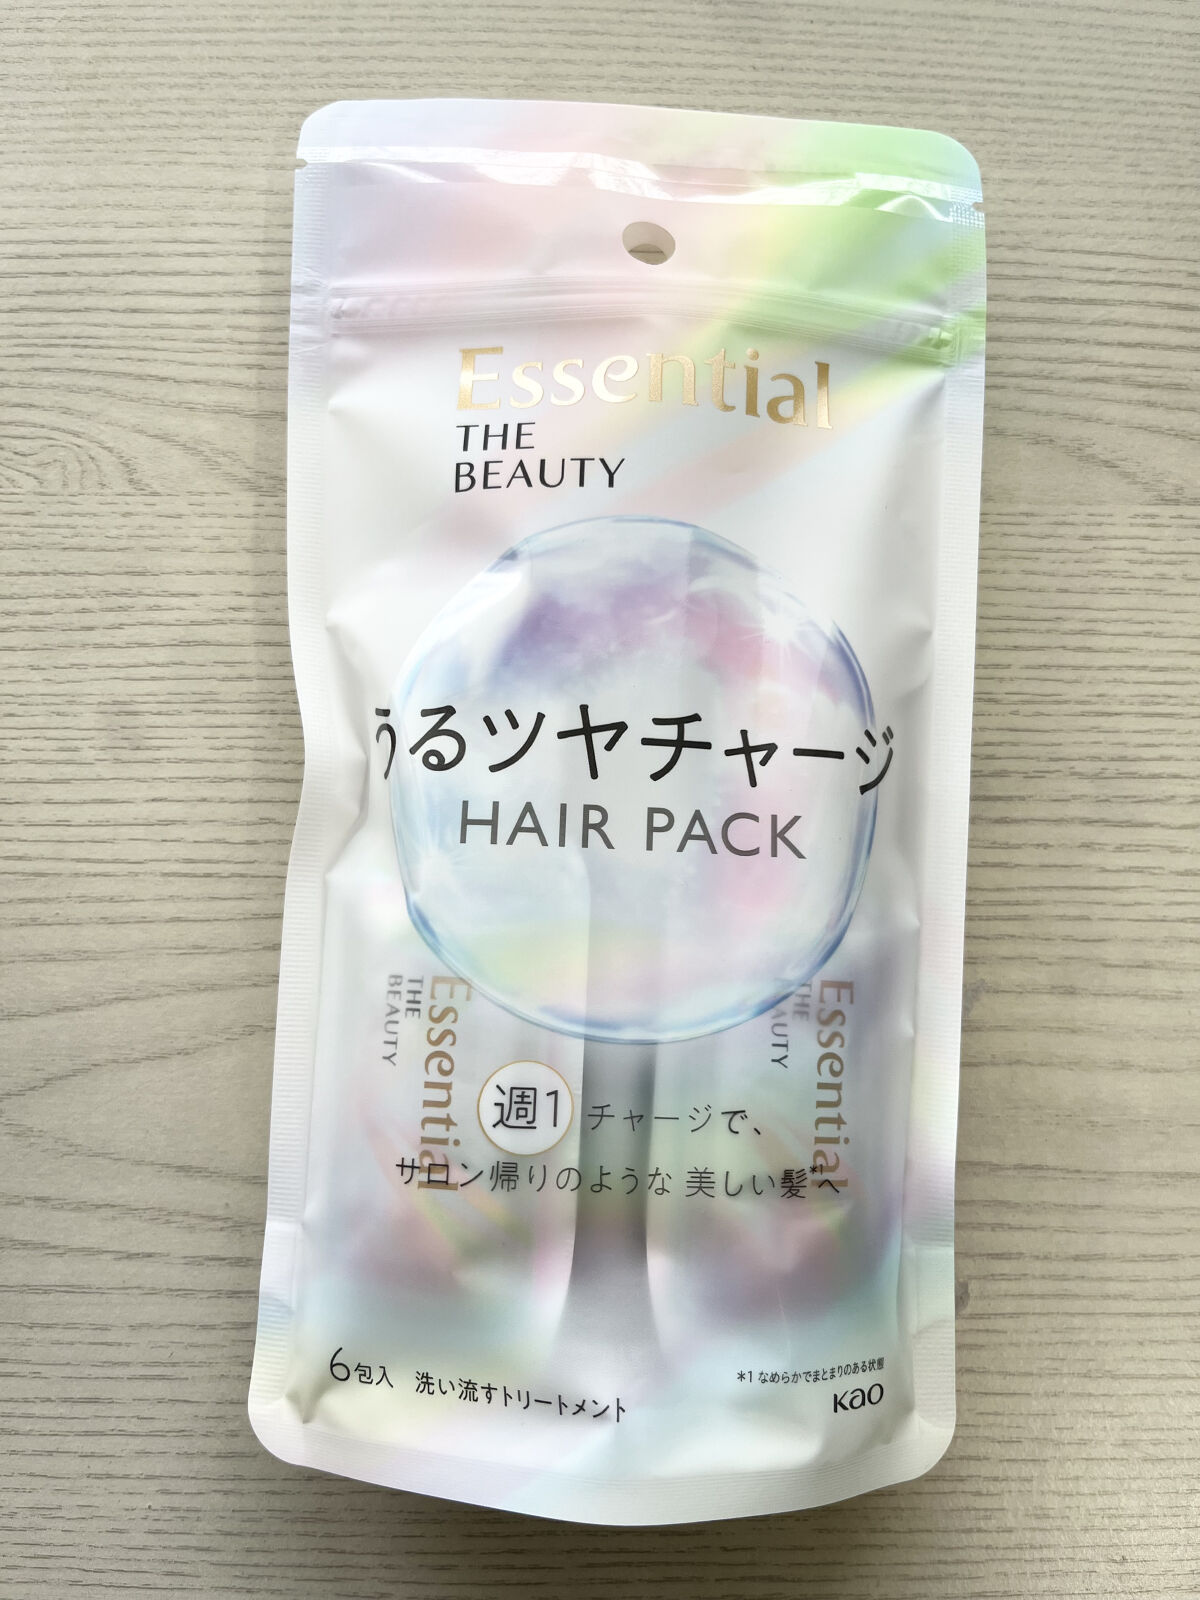 Essential
THE
BEAUTY
うるツヤチャージ
HAIR PACK
Essential
THE
BEAUTY
Essential
THE
BEAUTY
週1 チャージで、
サロン帰りのような 美しい髪*1へ
6包入 洗い流すトリートメント
*1 なめらかでまとまりのある状態
Kao